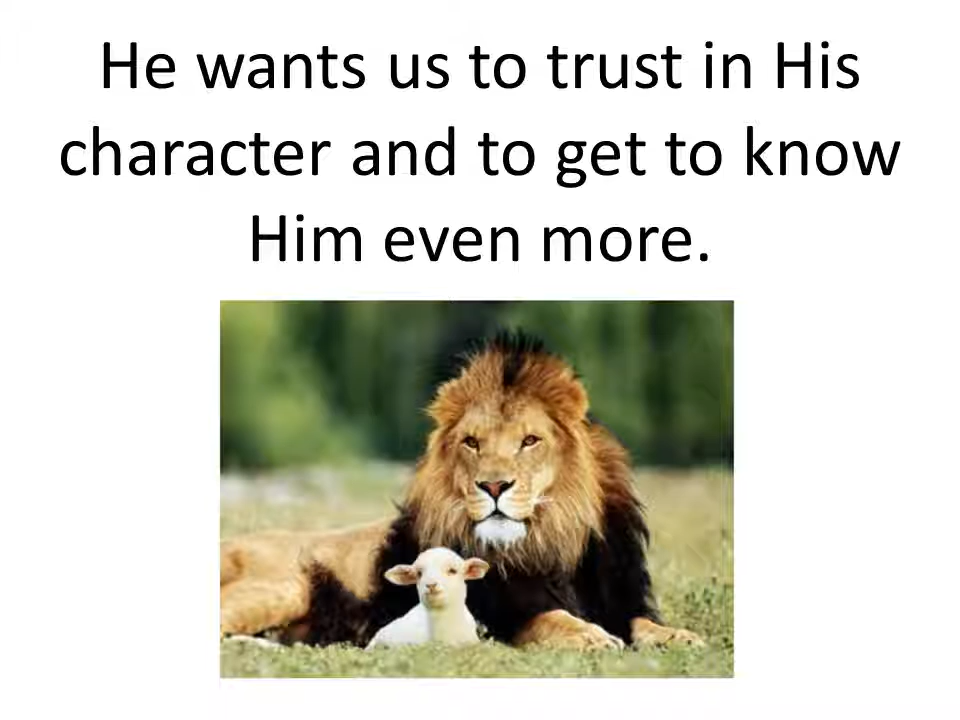 He wants us to trust in His
character and to get to know
Him even more.